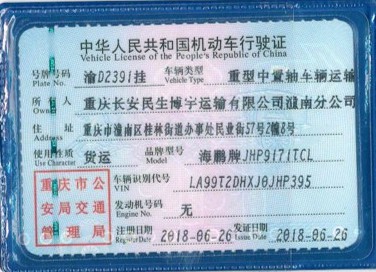 中华人民共和国机动车行驶证
Vehicle License of the People's Republic of China
号牌号码 Plate No. 渝D239J挂 车辆类型 Vehicle Type 重型中置轴车辆运输
所有人 Owner 重庆长安民生博宇运输有限公司潼南分公司
住址 Address 重庆市潼南区桂林街道办事处民业街57号2幢8号
使用性质 Use Character 货运 品牌型号 Model 海鹏牌JHP9171TCL
重庆市公安局交通管理局
车辆识别代号 VIN LA99T2DHXJ0JHP395
发动机号码 Engine No. 无
注册日期 Register Date 2018-06-26 发证日期 Issue Date 2018-06-26